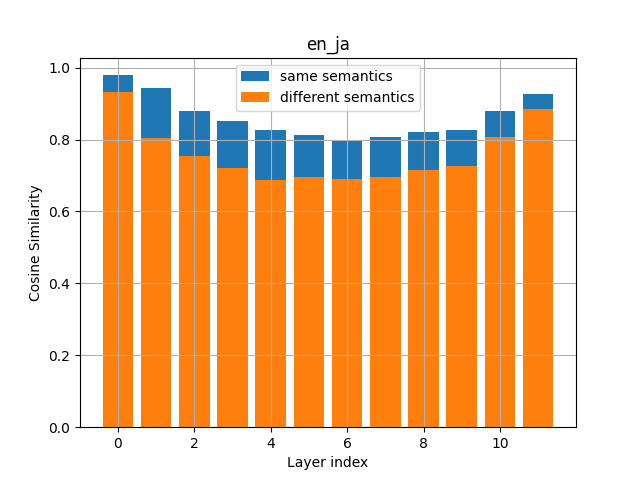 en_ja
same semantics
different semantics
Cosine Similarity
1.0
0.8
0.6
0.4
0.2
0.0
0 2 4 6 8 10
Layer index